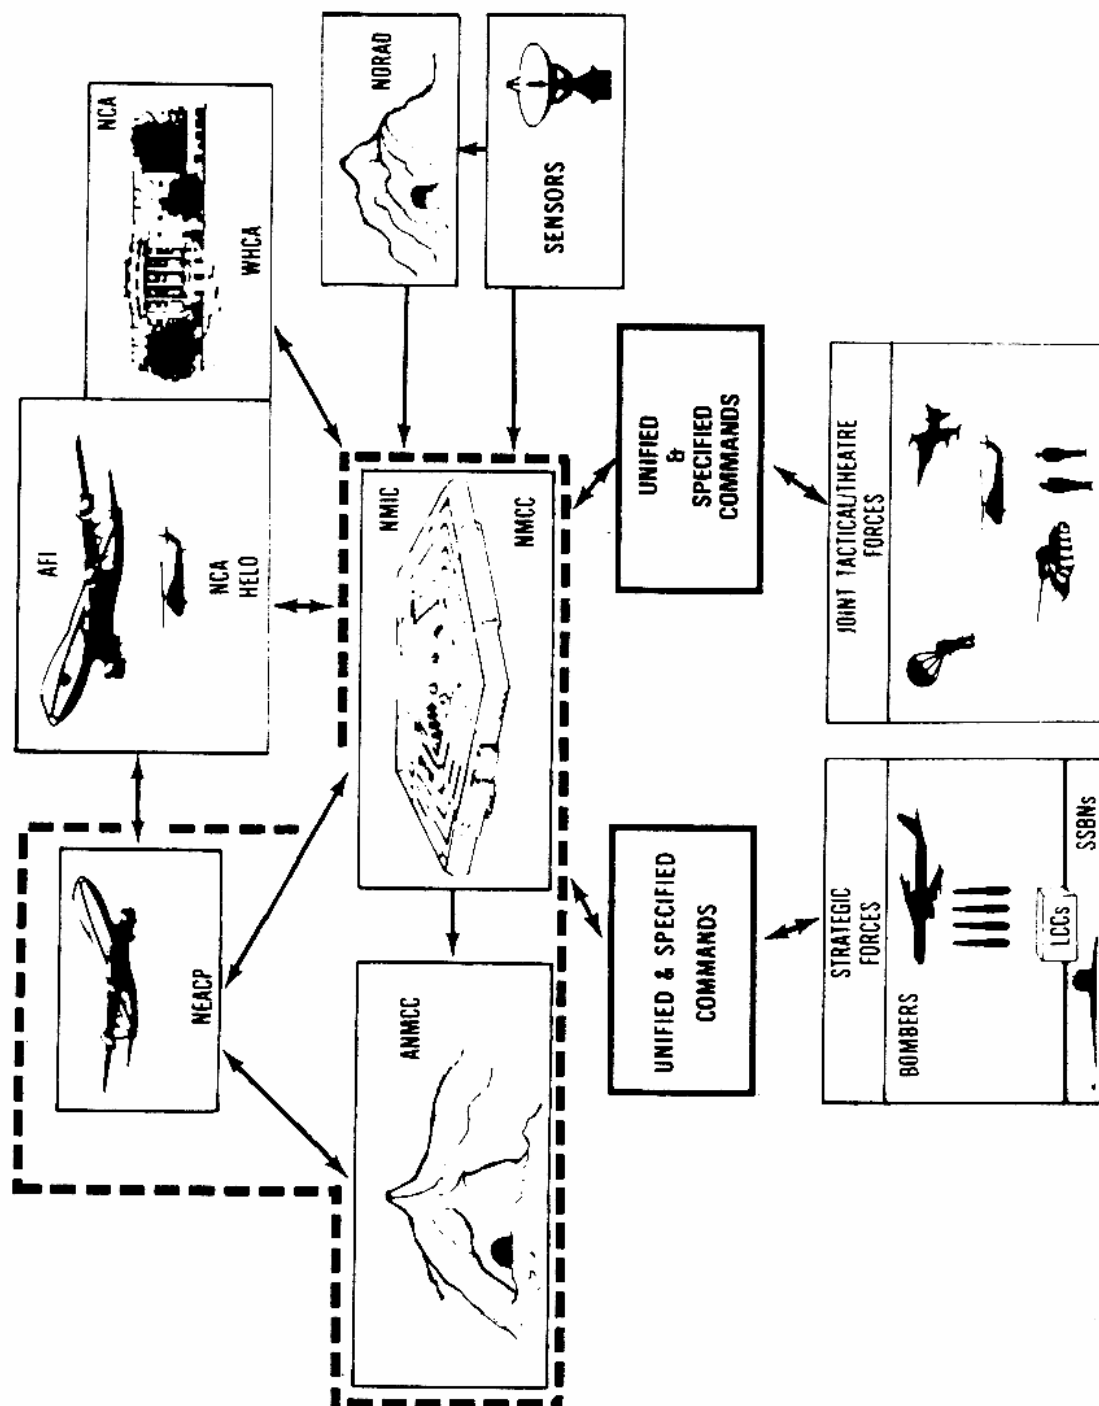 NEACP
AFI
NCA
HELO
NCA
WHCA
NORAD
SENSORS
ANMCC
NMC
NMCC
UNIFIED & SPECIFIED
COMMANDS
UNIFIED
&
SPECIFIED
COMMANDS
STRATEGIC
FORCES
BOMBERS
LCCs
SSBNs
JOINT TACTICAL/THEATRE
FORCES